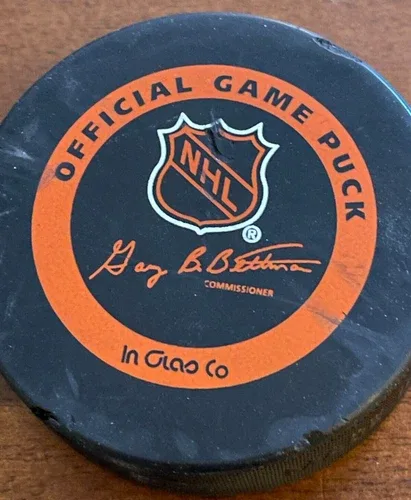 OFFICIAL GAME PUCK
NHL
®
Gary B. Bettman
COMMISSIONER
In Glas Co